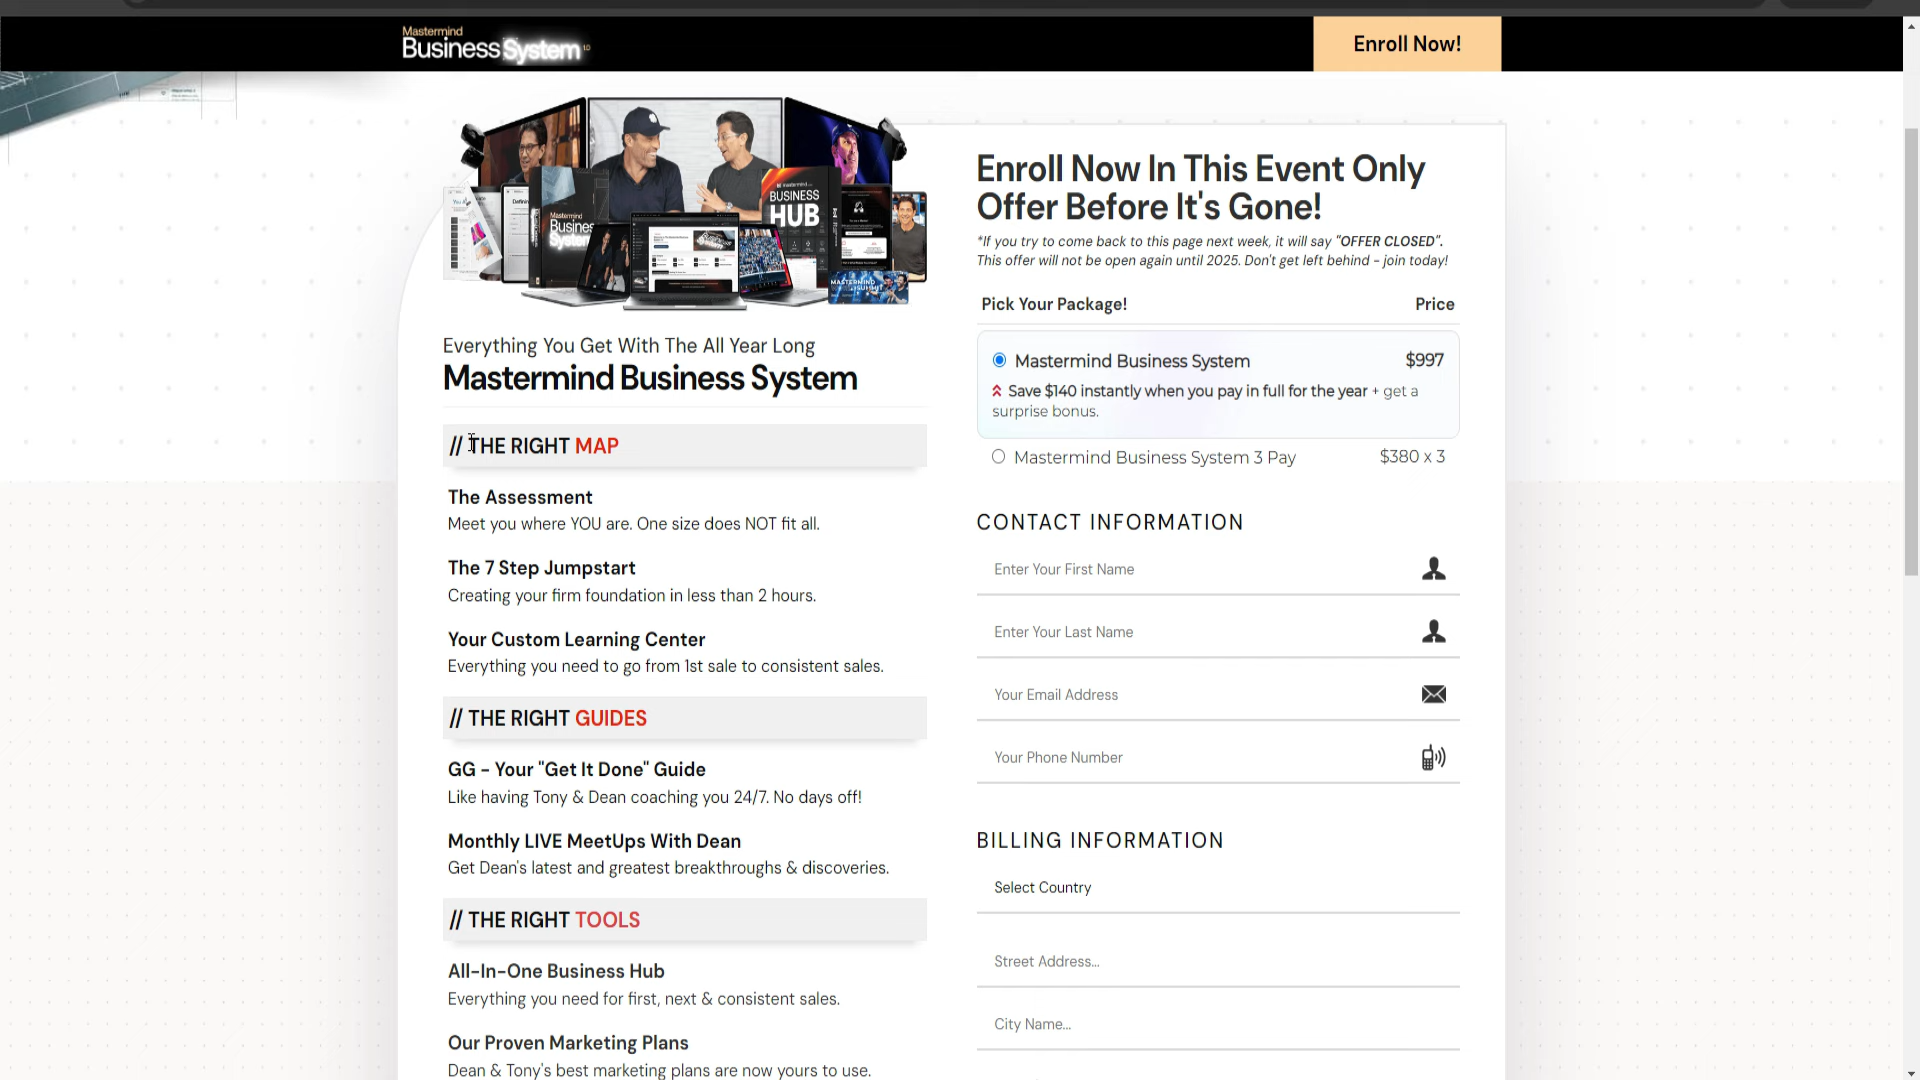 Mastermind
Business System 1.0
Enroll Now!
Mastermind
Business
System
BUSINESS
HUB
MASTERMIND
SUMMIT
Everything You Get With The All Year Long
Mastermind Business System
// THE RIGHT MAP
The Assessment
Meet you where YOU are. One size does NOT fit all.
The 7 Step Jumpstart
Creating your firm foundation in less than 2 hours.
Your Custom Learning Center
Everything you need to go from 1st sale to consistent sales.
// THE RIGHT GUIDES
GG - Your "Get It Done" Guide
Like having Tony & Dean coaching you 24/7. No days off!
Monthly LIVE MeetUps With Dean
Get Dean's latest and greatest breakthroughs & discoveries.
// THE RIGHT TOOLS
All-In-One Business Hub
Everything you need for first, next & consistent sales.
Our Proven Marketing Plans
Dean & Tony's best marketing plans are now yours to use.
Enroll Now In This Event Only
Offer Before It's Gone!
*If you try to come back to this page next week, it will say "OFFER CLOSED".
This offer will not be open again until 2025. Don't get left behind - join today!
Pick Your Package! Price
Mastermind Business System $997
Save $140 instantly when you pay in full for the year + get a
surprise bonus.
Mastermind Business System 3 Pay $380 x 3
CONTACT INFORMATION
Enter Your First Name
Enter Your Last Name
Your Email Address
Your Phone Number
BILLING INFORMATION
Select Country
Street Address...
City Name...